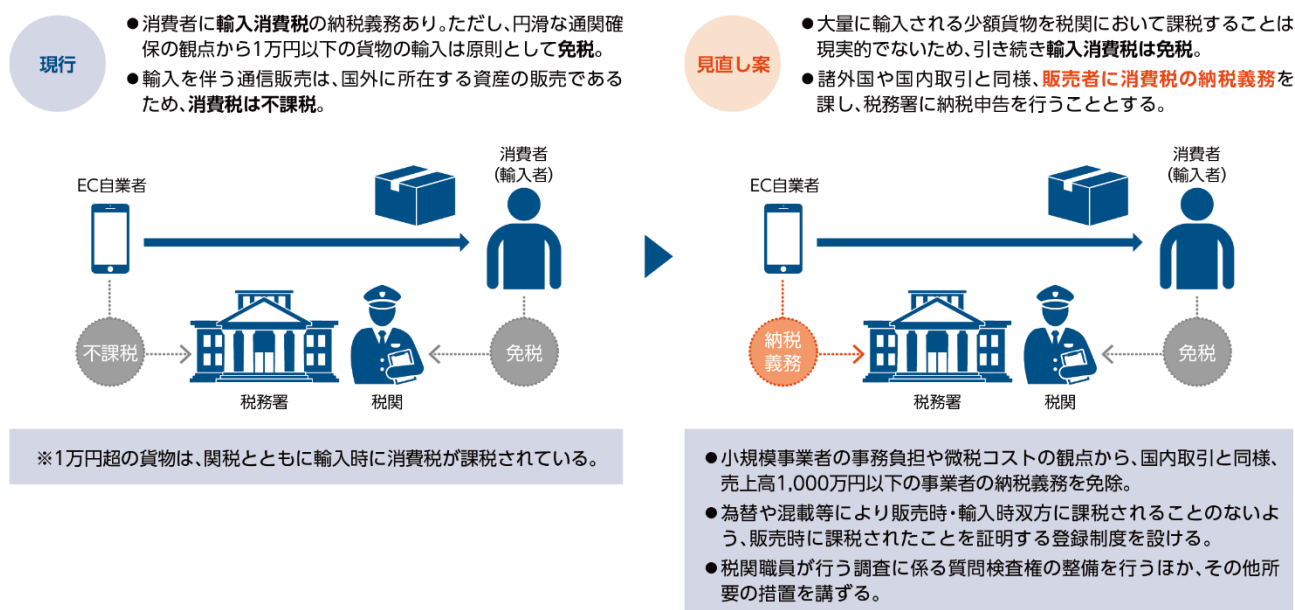 現行
●消費者に輸入消費税の納税義務あり。ただし、円滑な通関確
保の観点から1万円以下の貨物の輸入は原則として免税。
●輸入を伴う通信販売は、国外に所在する資産の販売である
ため、消費税は不課税。
EC自業者
消費者
(輸入者)
不課税
免税
税務署
税関
※1万円超の貨物は、関税とともに輸入時に消費税が課税されている。
見直し案
●大量に輸入される少額貨物を税関において課税することは
現実的でないため、引き続き輸入消費税は免税。
●諸外国や国内取引と同様、販売者に消費税の納税義務を
課し、税務署に納税申告を行うこととする。
EC自業者
消費者
(輸入者)
納税
義務
免税
税務署
税関
●小規模事業者の事務負担や微税コストの観点から、国内取引と同様、
売上高1,000万円以下の事業者の納税義務を免除。
●為替や混載等により販売時・輸入時双方に課税されることのないよ
う、販売時に課税されたことを証明する登録制度を設ける。
●税関職員が行う調査に係る質問検査権の整備を行うほか、その他所
要の措置を講ずる。